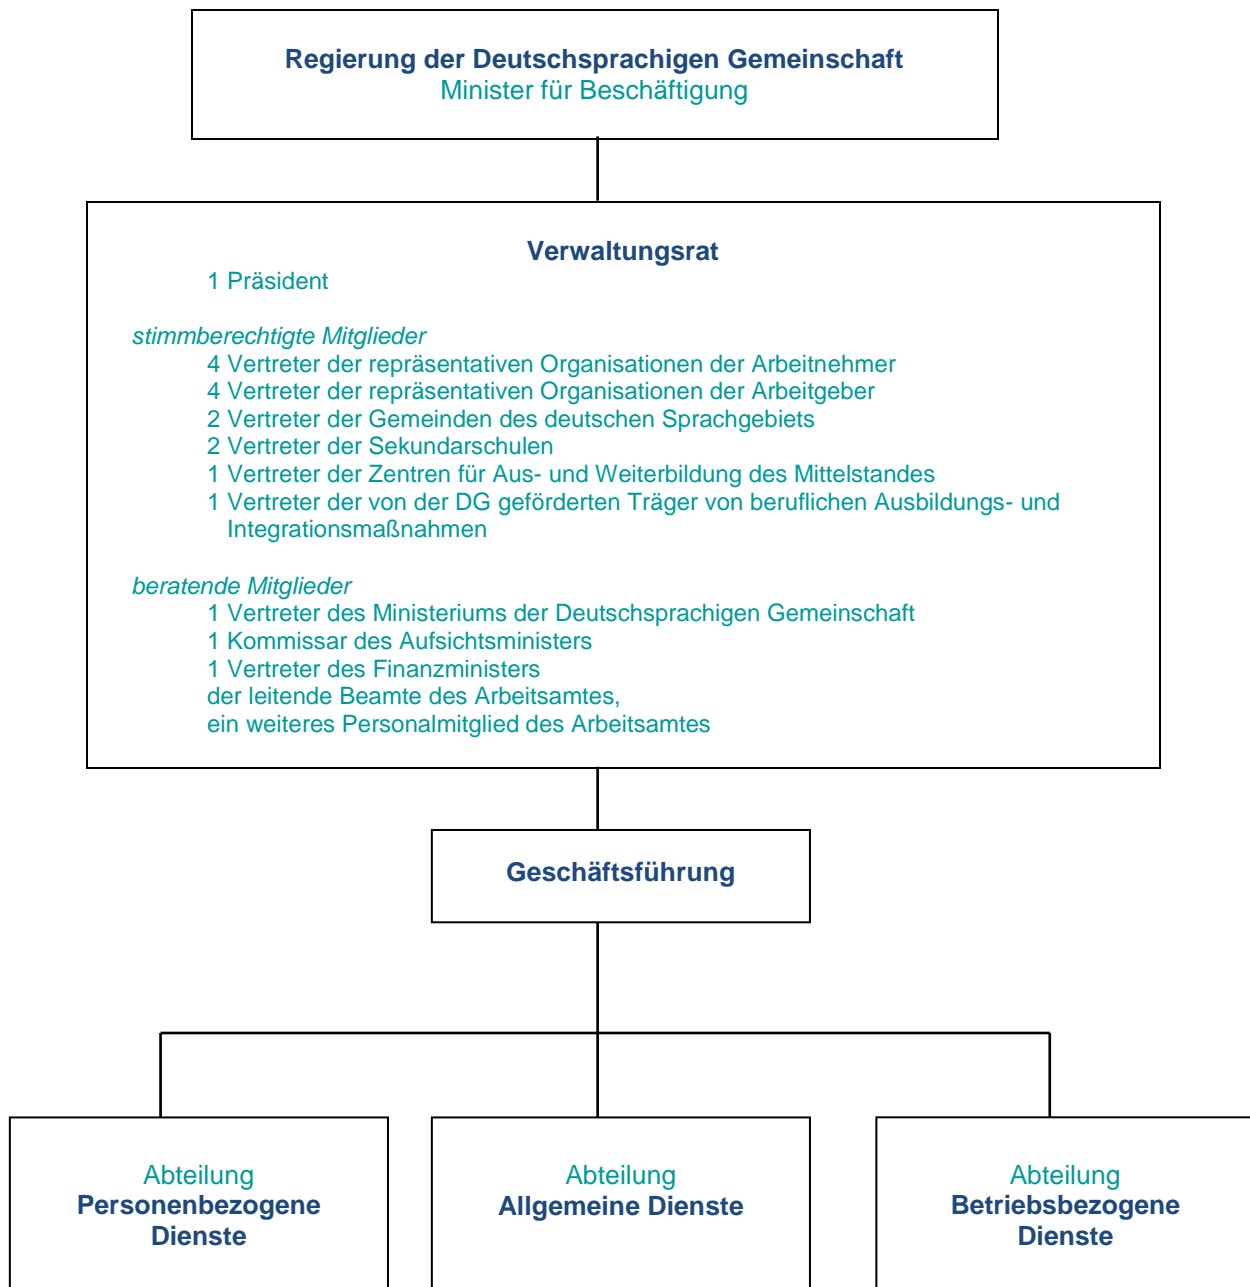 Regierung der Deutschsprachigen Gemeinschaft
Minister für Beschäftigung
Verwaltungsrat
1 Präsident
stimmberechtigte Mitglieder
4 Vertreter der repräsentativen Organisationen der Arbeitnehmer
4 Vertreter der repräsentativen Organisationen der Arbeitgeber
2 Vertreter der Gemeinden des deutschen Sprachgebiets
2 Vertreter der Sekundarschulen
1 Vertreter der Zentren für Aus- und Weiterbildung des Mittelstandes
1 Vertreter der von der DG geförderten Träger von beruflichen Ausbildungs- und
Integrationsmaßnahmen
beratende Mitglieder
1 Vertreter des Ministeriums der Deutschsprachigen Gemeinschaft
1 Kommissar des Aufsichtsministers
1 Vertreter des Finanzministers
der leitende Beamte des Arbeitsamtes,
ein weiteres Personalmitglied des Arbeitsamtes
Geschäftsführung
Abteilung
Personenbezogene
Dienste
Abteilung
Allgemeine Dienste
Abteilung
Betriebsbezogene
Dienste